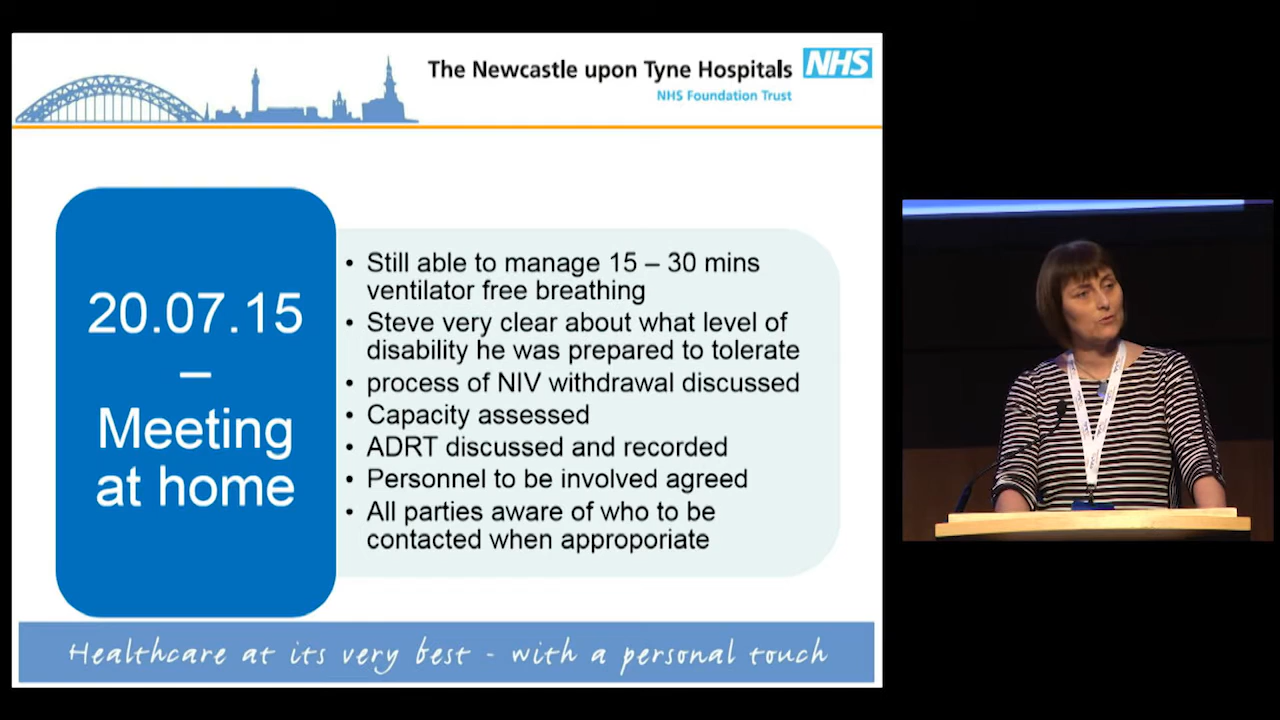 The Newcastle upon Tyne Hospitals NHS
NHS Foundation Trust
20.07.15
–
Meeting
at home
• Still able to manage 15 – 30 mins
ventilator free breathing
• Steve very clear about what level of
disability he was prepared to tolerate
• process of NIV withdrawal discussed
• Capacity assessed
• ADRT discussed and recorded
• Personnel to be involved agreed
• All parties aware of who to be
contacted when approporiate
Healthcare at its very best - with a personal touch